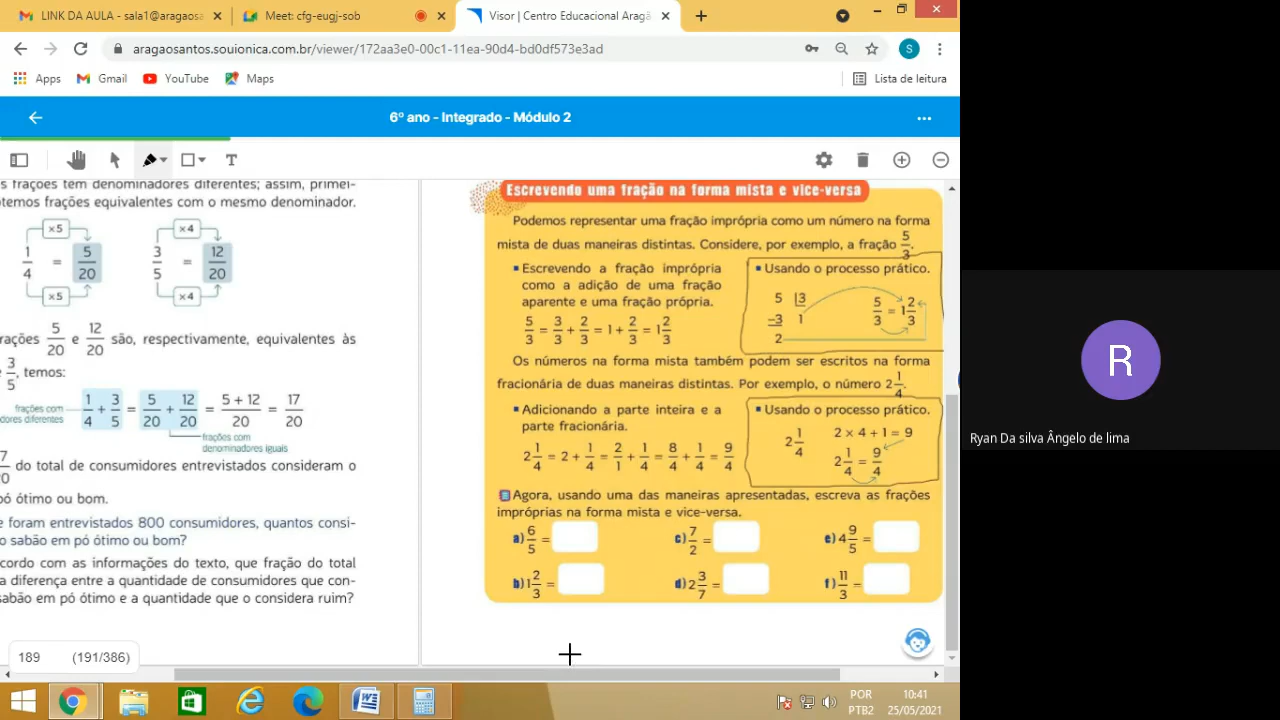 LINK DA AULA - sala1@aragaosa
Meet: cfg-eugj-sob
Visor | Centro Educacional Aragã
aragaosantos.souionica.com.br/viewer/172aa3e0-00c1-11ea-90d4-bd0df573e3ad
S
Apps
Gmail
YouTube
Maps
Lista de leitura
6º ano - Integrado - Módulo 2
T
s frações têm denominadores diferentes; assim, primei-
temos frações equivalentes com o mesmo denominador.
×5 ×4
1/4 = 5/20 3/5 = 12/20
×5 ×4
rações 5/20 e 12/20 são, respectivamente, equivalentes às
3/5, temos:
frações com
dores diferentes
1/4 + 3/5 = 5/20 + 12/20 = 5 + 12/20 = 17/20
frações com
denominadores iguais
7/20 do total de consumidores entrevistados consideram o
pó ótimo ou bom.
e foram entrevistados 800 consumidores, quantos consi-
o sabão em pó ótimo ou bom?
cordo com as informações do texto, que fração do total
a diferença entre a quantidade de consumidores que con-
sabão em pó ótimo e a quantidade que o considera ruim?
189 (191/386)
Escrevendo uma fração na forma mista e vice-versa
Podemos representar uma fração imprópria como um número na forma
mista de duas maneiras distintas. Considere, por exemplo, a fração 5/3.
▪ Escrevendo a fração imprópria
como a adição de uma fração
aparente e uma fração própria.
5/3 = 3/3 + 2/3 = 1 + 2/3 = 1 2/3
▪ Usando o processo prático.
5 |3
−3 1
2
5/3 = 1 2/3
Os números na forma mista também podem ser escritos na forma
fracionária de duas maneiras distintas. Por exemplo, o número 2 1/4.
▪ Adicionando a parte inteira e a
parte fracionária.
2 1/4 = 2 + 1/4 = 2/1 + 1/4 = 8/4 + 1/4 = 9/4
▪ Usando o processo prático.
2 1/4 2 × 4 + 1 = 9
2 1/4 = 9/4
Agora, usando uma das maneiras apresentadas, escreva as frações
impróprias na forma mista e vice-versa.
a) 6/5 = c) 7/2 = e) 4 9/5 =
b) 1 2/3 = d) 2 3/7 = f) 11/3 =
R
Ryan Da silva Ângelo de lima
POR
PTB2
10:41
25/05/2021